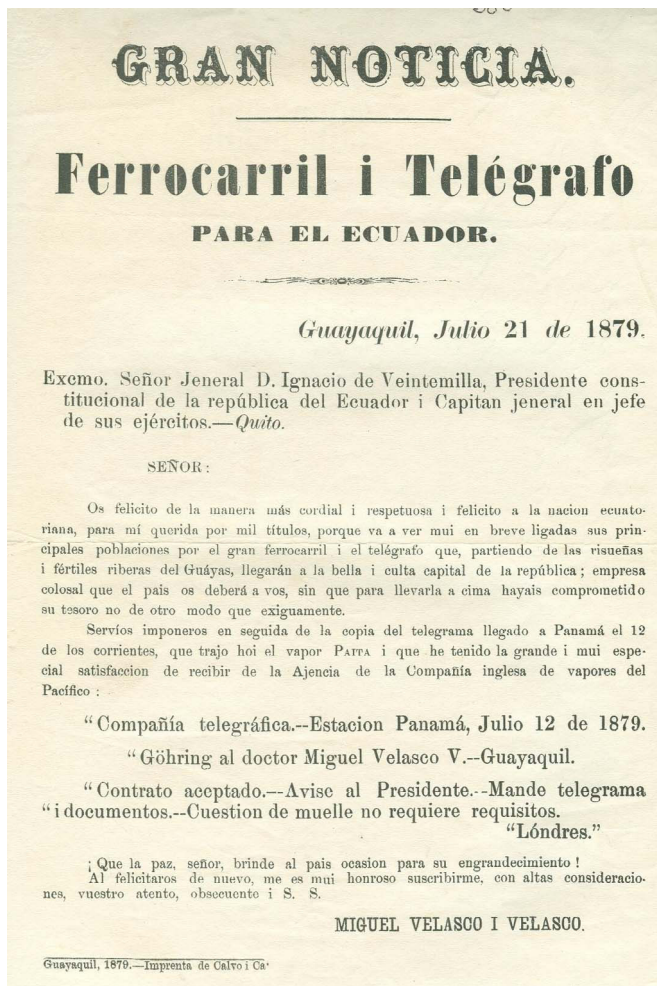 GRAN NOTICIA.
Ferrocarril i Telégrafo
PARA EL ECUADOR.
Guayaquil, Julio 21 de 1879.
Excmo. Señor Jeneral D. Ignacio de Veintemilla, Presidente cons-
titucional de la república del Ecuador i Capitan jeneral en jefe
de sus ejércitos.—Quito.
SEÑOR:
Os felicito de la manera más cordial i respetuosa i felicito a la nacion ecuato-
riana, para mí querida por mil títulos, porque va a ver mui en breve ligadas sus prin-
cipales poblaciones por el gran ferrocarril i el telégrafo que, partiendo de las risueñas
i fértiles riberas del Guáyas, llegarán a la bella i culta capital de la república; empresa
colosal que el pais os deberá a vos, sin que para llevarla a cima hayais comprometido
su tesoro no de otro modo que exiguamente.
Servíos imponeros en seguida de la copia del telegrama llegado a Panamá el 12
de los corrientes, que trajo hoi el vapor PAITA i que he tenido la grande i mui espe-
cial satisfaccion de recibir de la Ajencia de la Compañía inglesa de vapores del
Pacífico:
"Compañía telegráfica.--Estacion Panamá, Julio 12 de 1879.
"Göhring al doctor Miguel Velasco V.--Guayaquil.
"Contrato aceptado.--Avise al Presidente.--Mande telegrama
"i documentos.--Cuestion de muelle no requiere requisitos.
"Lóndres."
¡Que la paz, señor, brinde al pais ocasion para su engrandecimiento!
Al felicitaros de nuevo, me es mui honroso suscribirme, con altas consideracio-
nes, vuestro atento, obsecuente i S. S.
MIGUEL VELASCO I VELASCO.
Guayaquil, 1879.—Imprenta de Calvo i Ca·